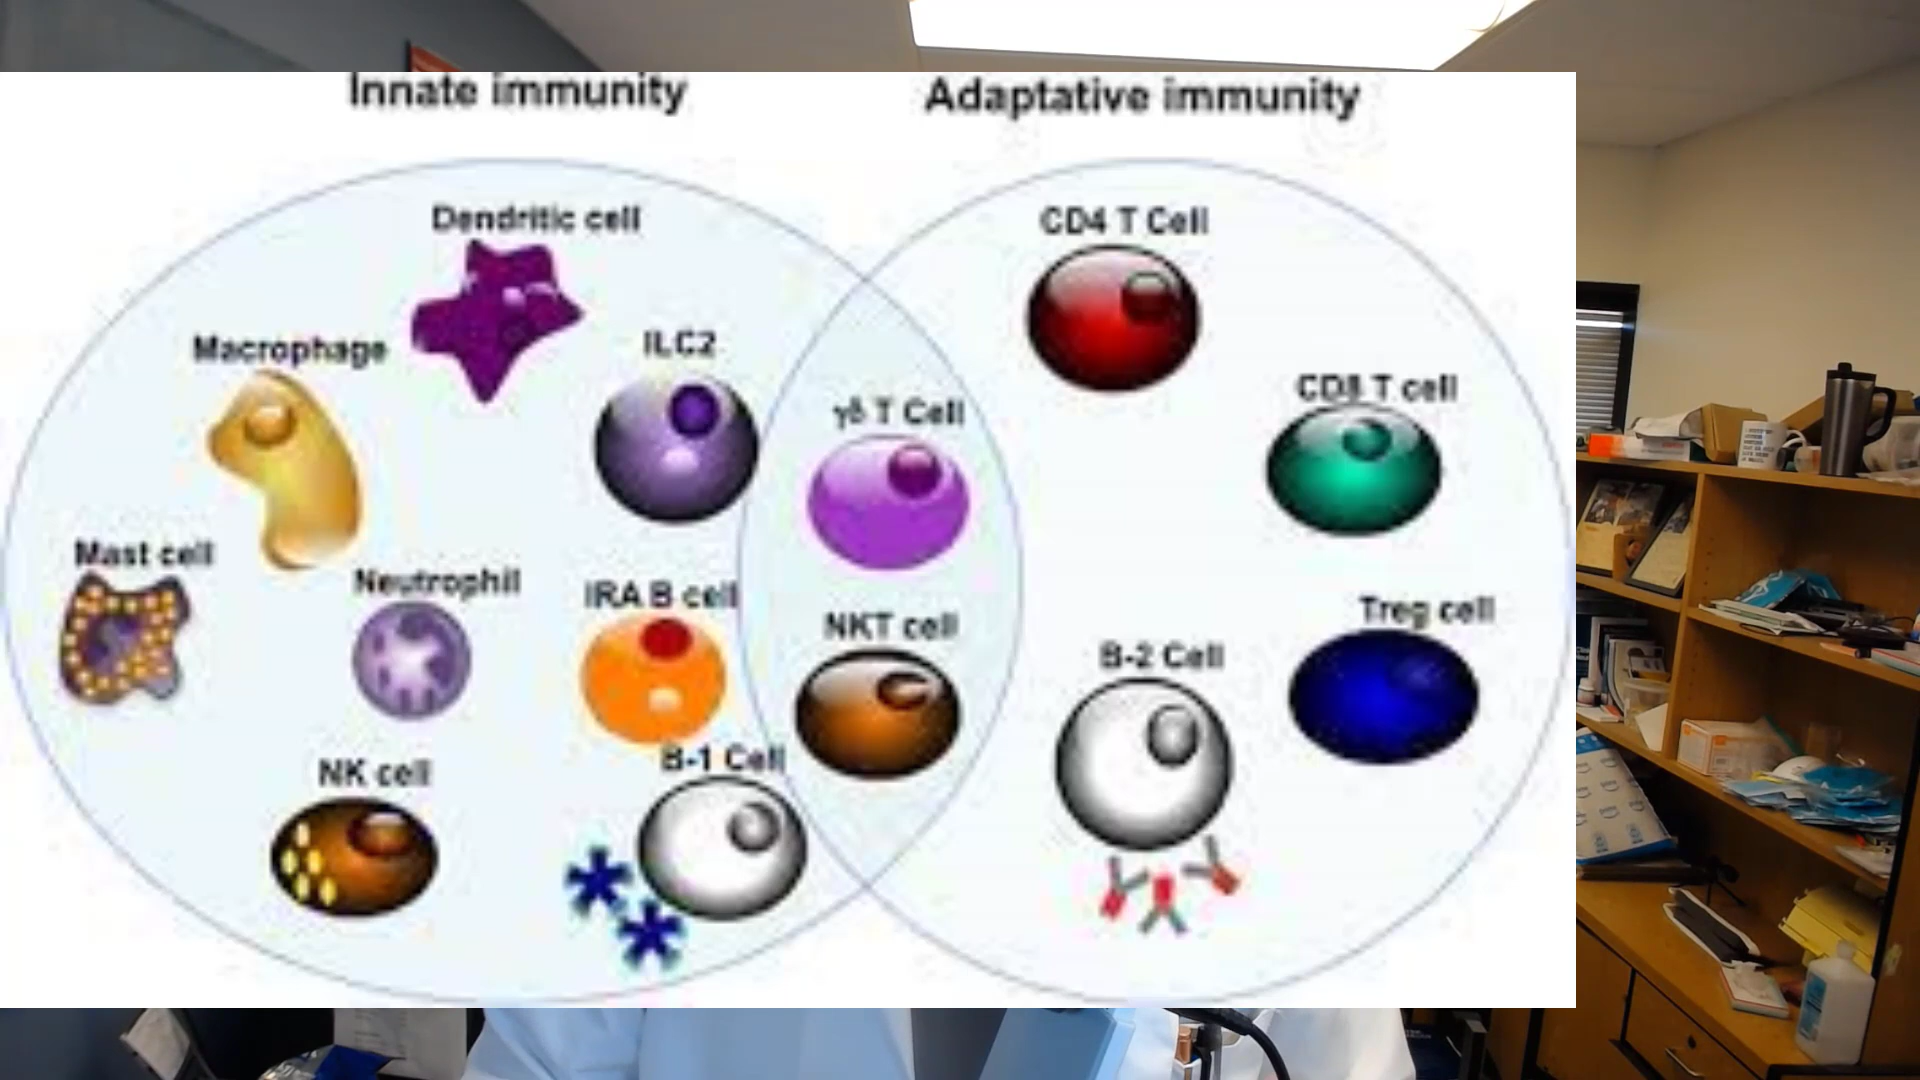 Innate immunity
Adaptative immunity
Dendritic cell
CD4 T Cell
Macrophage
ILC2
CD8 T cell
γδ T Cell
Mast cell
Neutrophil
IRA B cell
NKT cell
Treg cell
B-2 Cell
NK cell
B-1 Cell